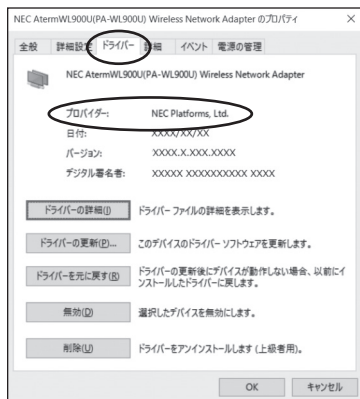 NEC AtermWL900U(PA-WL900U) Wireless Network Adapter のプロパティ ×
全般 詳細設定 ドライバー 詳細 イベント 電源の管理
NEC AtermWL900U(PA-WL900U) Wireless Network Adapter
プロバイダー: NEC Platforms, Ltd.
日付: XXXX/XX/XX
バージョン: XXXX.X.XXX.XXXX
デジタル署名者: XXXXX XXXXXXXXXX XXXX
ドライバーの詳細(I) ドライバー ファイルの詳細を表示します。
ドライバーの更新(P)... このデバイスのドライバー ソフトウェアを更新します。
ドライバーを元に戻す(R) ドライバーの更新後にデバイスが動作しない場合、以前にイ
ンストールしたドライバーに戻します。
無効(D) 選択したデバイスを無効にします。
削除(U) ドライバーをアンインストールします (上級者用)。
OK キャンセル